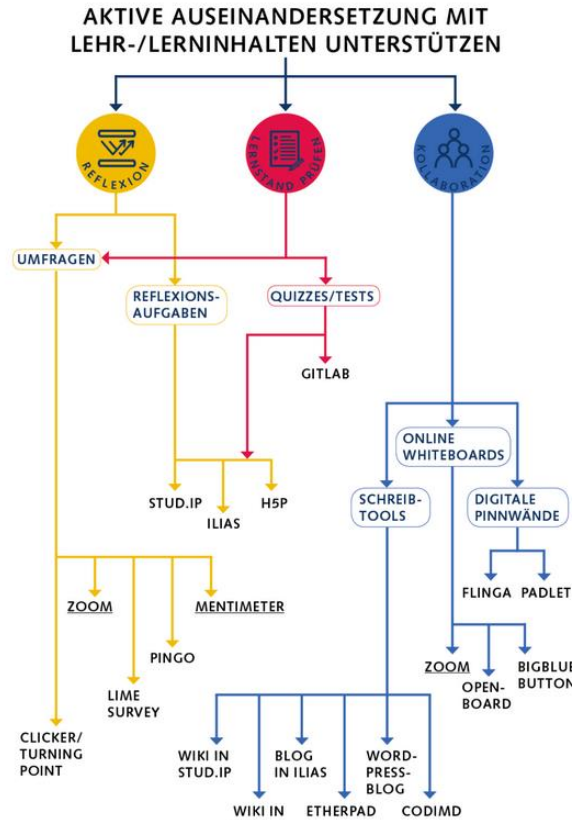 AKTIVE AUSEINANDERSETZUNG MIT
LEHR-/LERNINHALTEN UNTERSTÜTZEN
REFLEXION
LERNSTAND PRÜFEN
KOLLABORATION
UMFRAGEN
REFLEXIONS-
AUFGABEN
QUIZZES/TESTS
GITLAB
STUD.IP
ILIAS
H5P
ONLINE
WHITEBOARDS
SCHREIB-
TOOLS
DIGITALE
PINNWÄNDE
FLINGA
PADLET
ZOOM
MENTIMETER
PINGO
LIME
SURVEY
CLICKER/
TURNING
POINT
ZOOM
OPEN-
BOARD
BIGBLUE
BUTTON
WIKI IN
STUD.IP
BLOG
IN ILIAS
WORD-
PRESS-
BLOG
WIKI IN
ETHERPAD
CODIMD